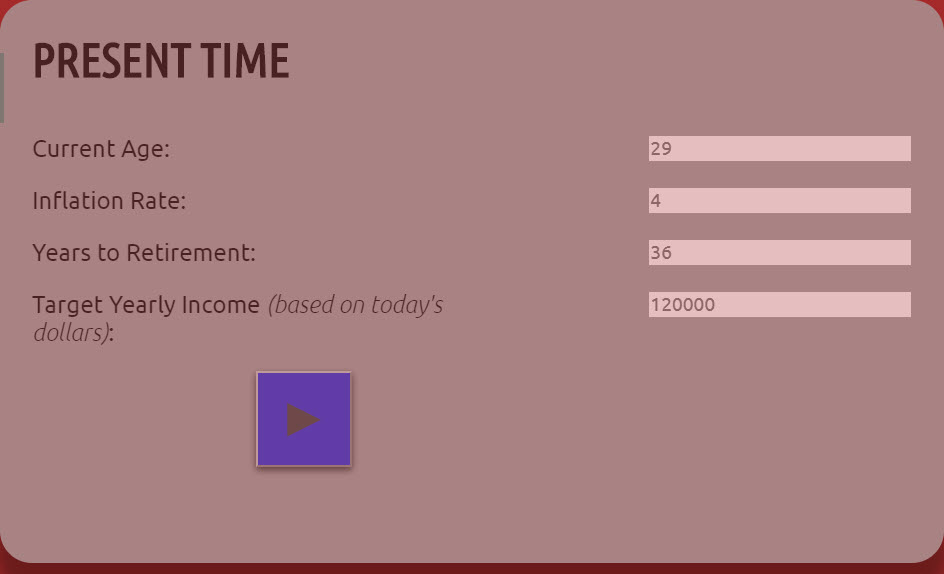 PRESENT TIME
Current Age: 29
Inflation Rate: 4
Years to Retirement: 36
Target Yearly Income (based on today's 120000
dollars):